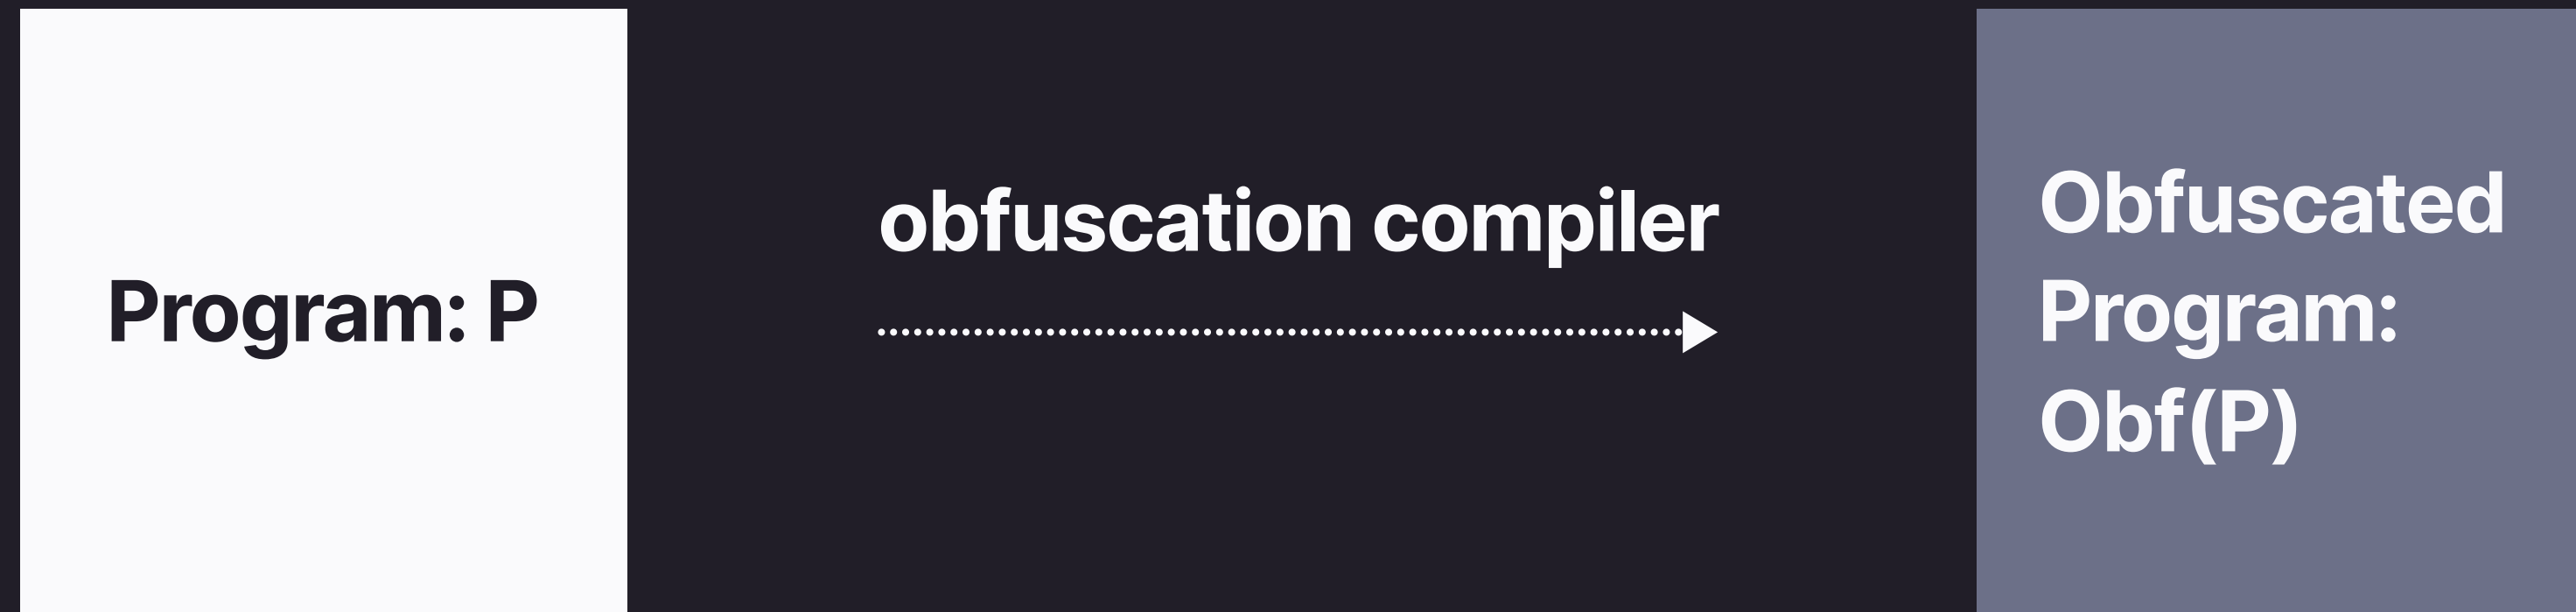 Program: P
obfuscation compiler
Obfuscated
Program:
Obf(P)